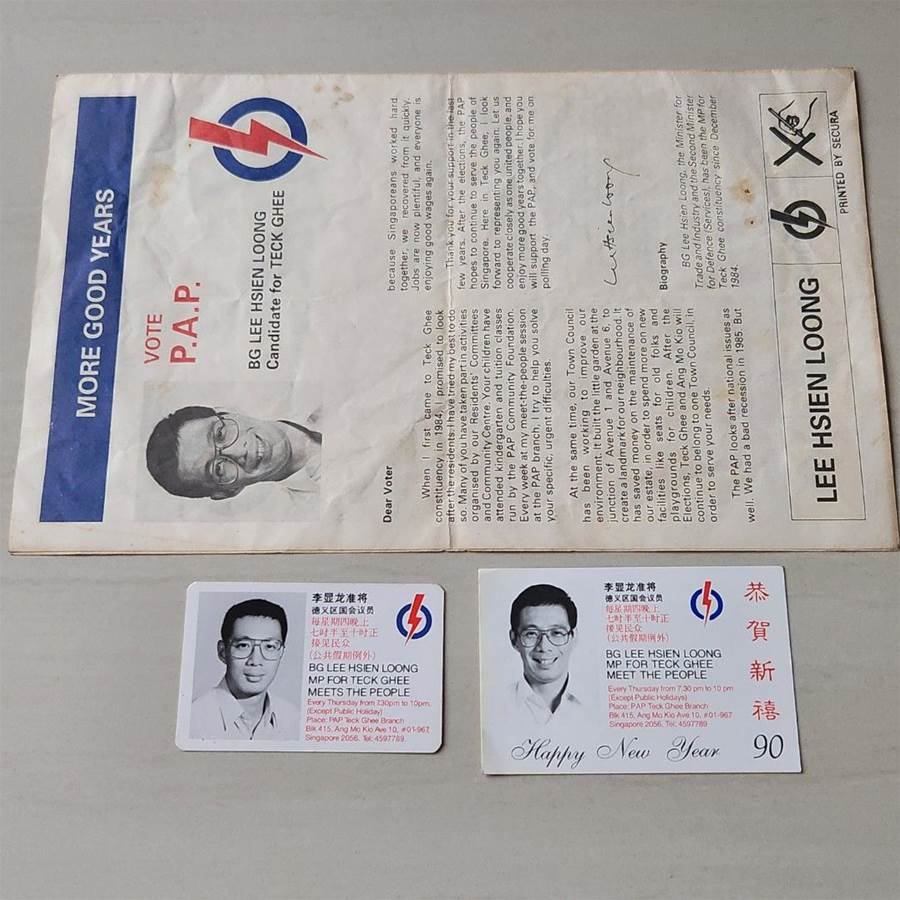 MORE GOOD YEARS
VOTE
P.A.P.
BG LEE HSIEN LOONG
Candidate for TECK GHEE
Dear Voter
When I first came to Teck Ghee
constituency in 1984, I promised to look
after the residents. I have tried my best to do
so. Many of you have taken part in activities
organised by our Residents' Committees
and Community Centre. Your children have
attended kindergarten and tuition classes
run by the PAP Community Foundation.
Every week at my meet-the-people session
at the PAP branch, I try to help you solve
your specific, urgent difficulties.
At the same time, our Town Council
has been working to improve our
environment. It built the little garden at the
junction of Avenue 1 and Avenue 6, to
create a landmark for our neighbourhood. It
has saved money on the maintenance of
our estate, in order to spend more on new
facilities like seats for old folks and
playgrounds for children. After the
Elections, Teck Ghee and Ang Mo Kio will
continue to belong to one Town Council, in
order to serve your needs.
The PAP looks after national issues as
well. We had a bad recession in 1985. But
because Singaporeans worked hard
together, we recovered from it quickly.
Jobs are now plentiful, and everyone is
enjoying good wages again.
Thank you for your support in the last
few years. After the elections, the PAP
hopes to continue to serve the people of
Singapore. Here in Teck Ghee, I look
forward to representing you again. Let us
cooperate closely as one united people, and
enjoy more good years together. I hope you
will support the PAP, and vote for me on
polling day.
Lee Hsien Loong
Biography
BG Lee Hsien Loong, the Minister for
Trade and Industry and the Second Minister
for Defence (Services), has been the MP for
Teck Ghee constituency since December
1984.
LEE HSIEN LOONG
X
PRINTED BY SECURA
李显龙准将
德义区国会议员
每星期四晚上
七时半至十时正
接见民众
(公共假期例外)
BG LEE HSIEN LOONG
MP FOR TECK GHEE
MEETS THE PEOPLE
Every Thursday from 7.30pm to 10pm.
(Except Public Holiday)
Place: PAP Teck Ghee Branch
Blk 415, Ang Mo Kio Ave 10, #01-967,
Singapore 2056. Tel: 4597789.
李显龙准将
德义区国会议员
每星期四晚上
七时半至十时正
接见民众
(公共假期例外)
BG LEE HSIEN LOONG
MP FOR TECK GHEE
MEET THE PEOPLE
Every Thursday from 7.30 pm to 10 pm
(Except Public Holidays)
Place: PAP Teck Ghee Branch
Blk 415, Ang Mo Kio Ave 10, #01-967
Singapore 2056. Tel: 4597789
恭賀新禧
Happy New Year 90